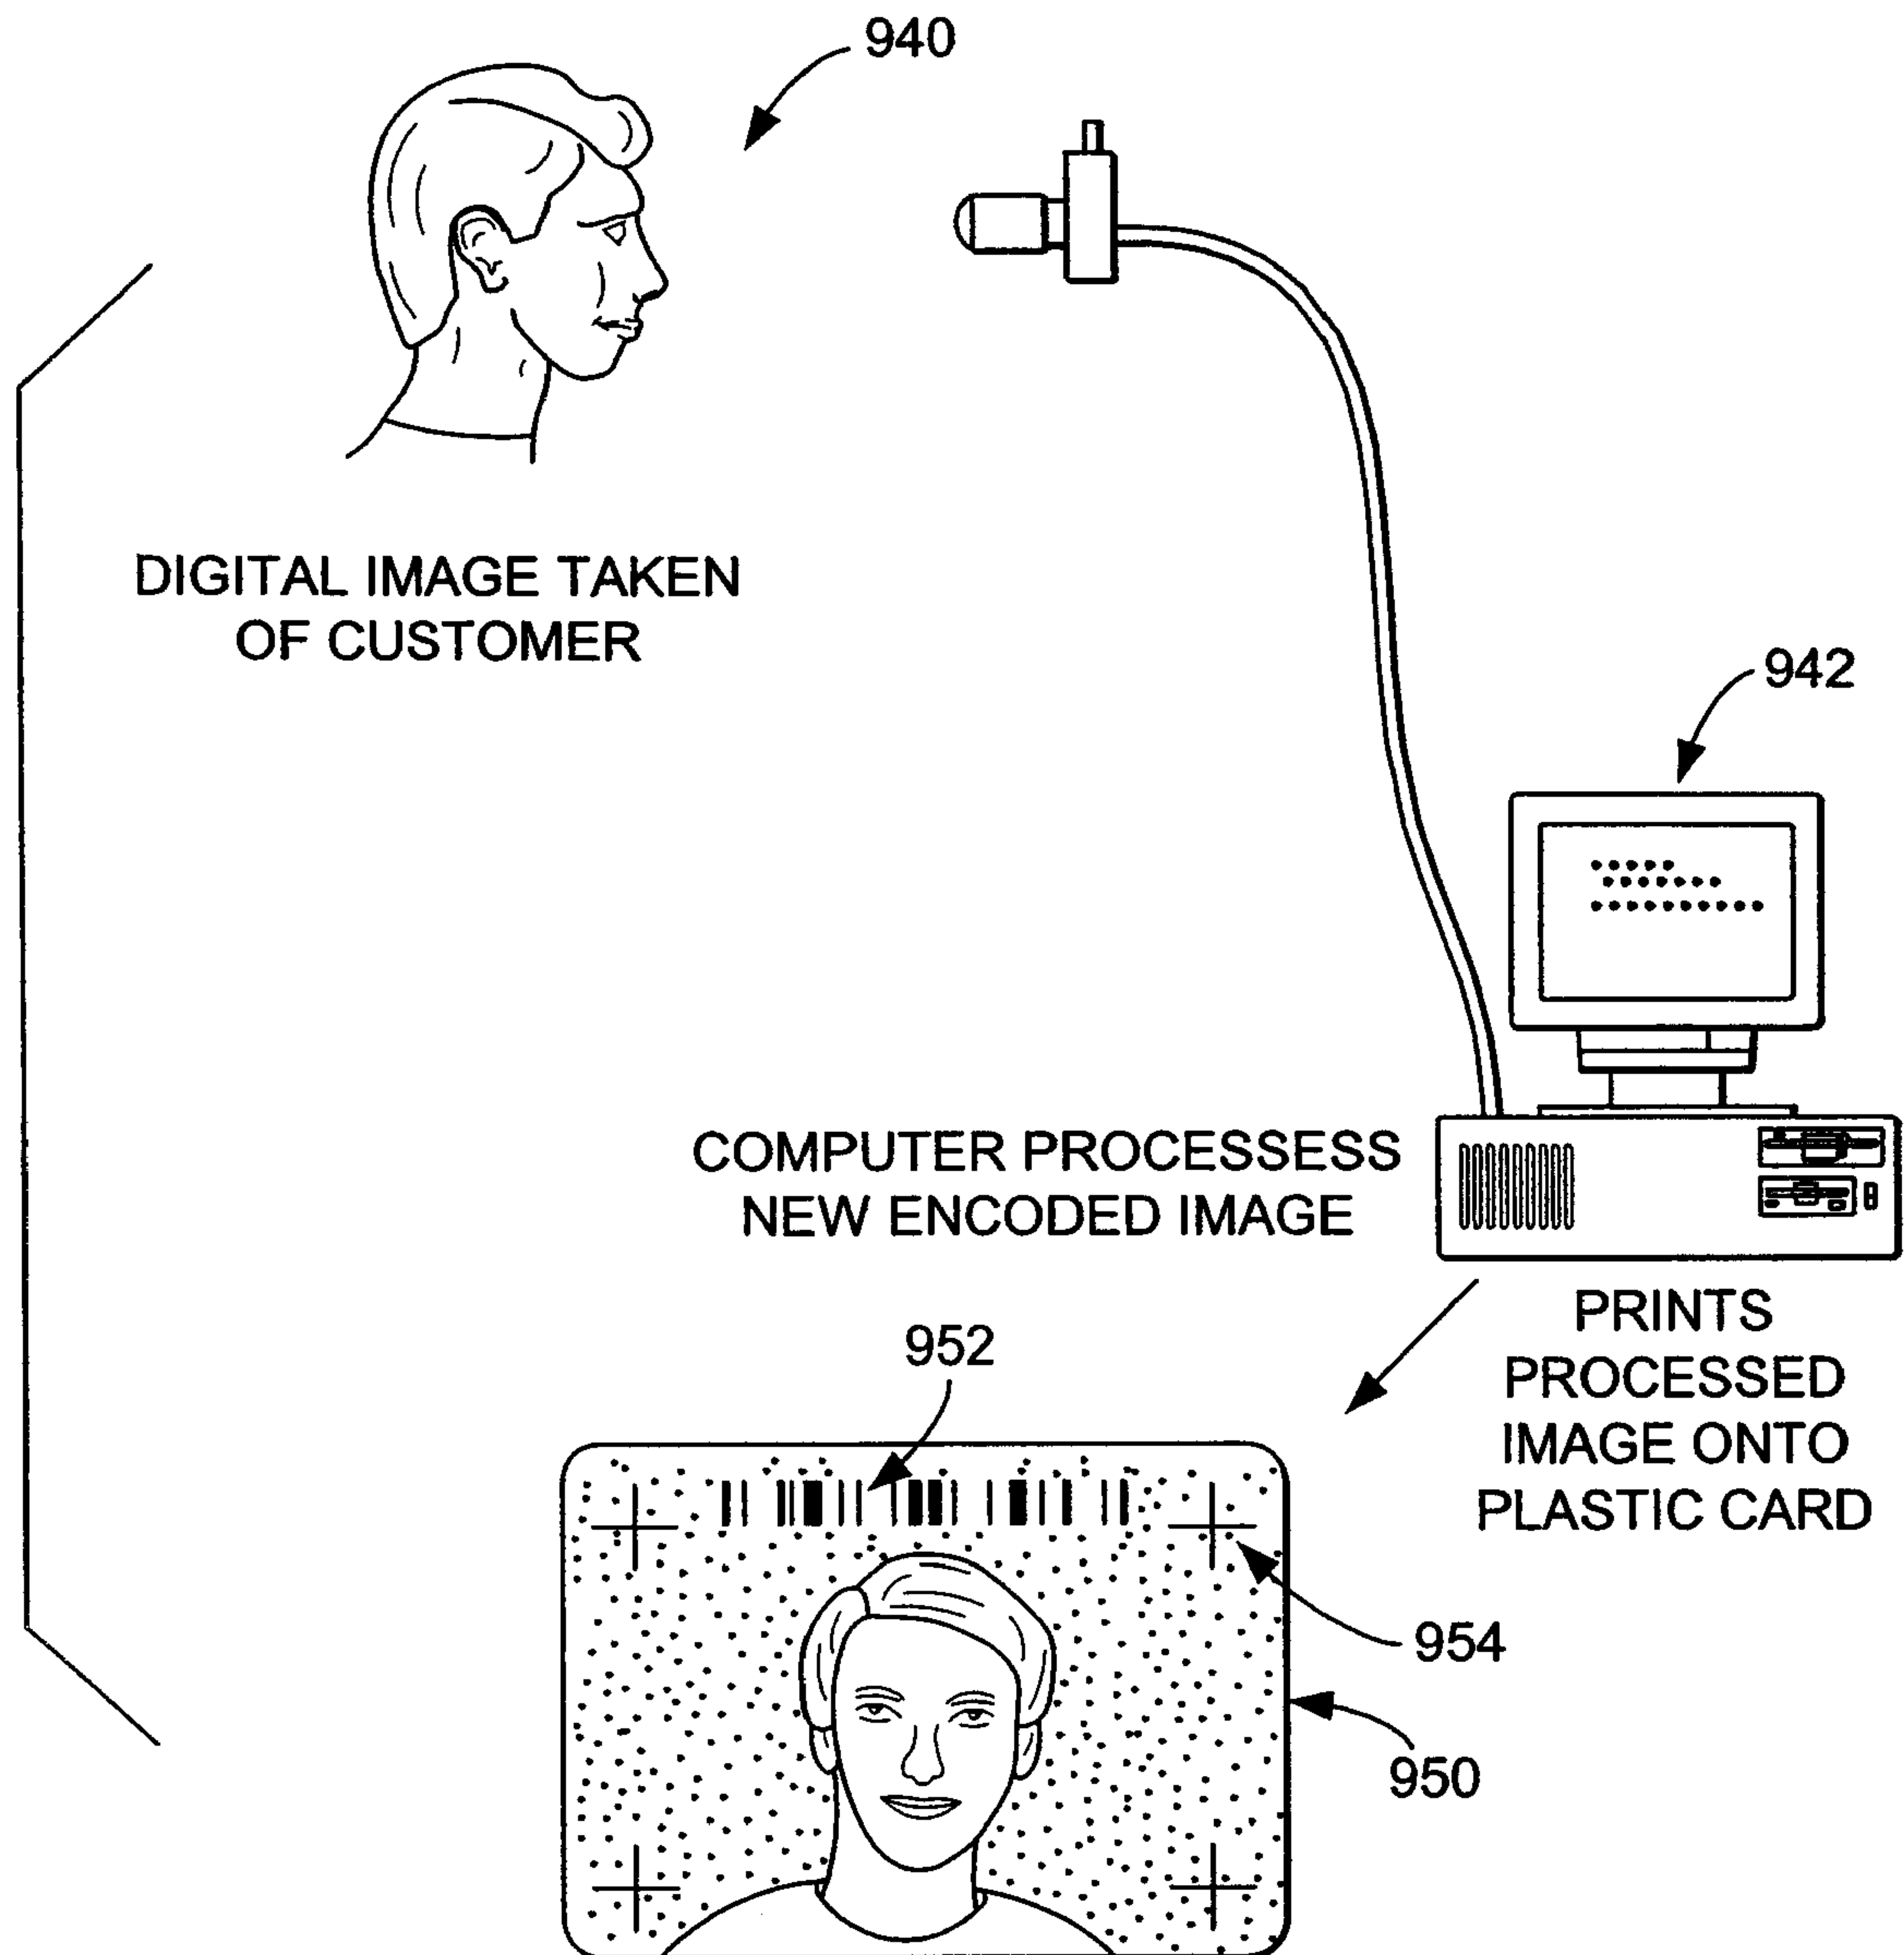 940
DIGITAL IMAGE TAKEN
OF CUSTOMER
942
COMPUTER PROCESSESS
NEW ENCODED IMAGE
PRINTS
PROCESSED
IMAGE ONTO
PLASTIC CARD
952
954
950